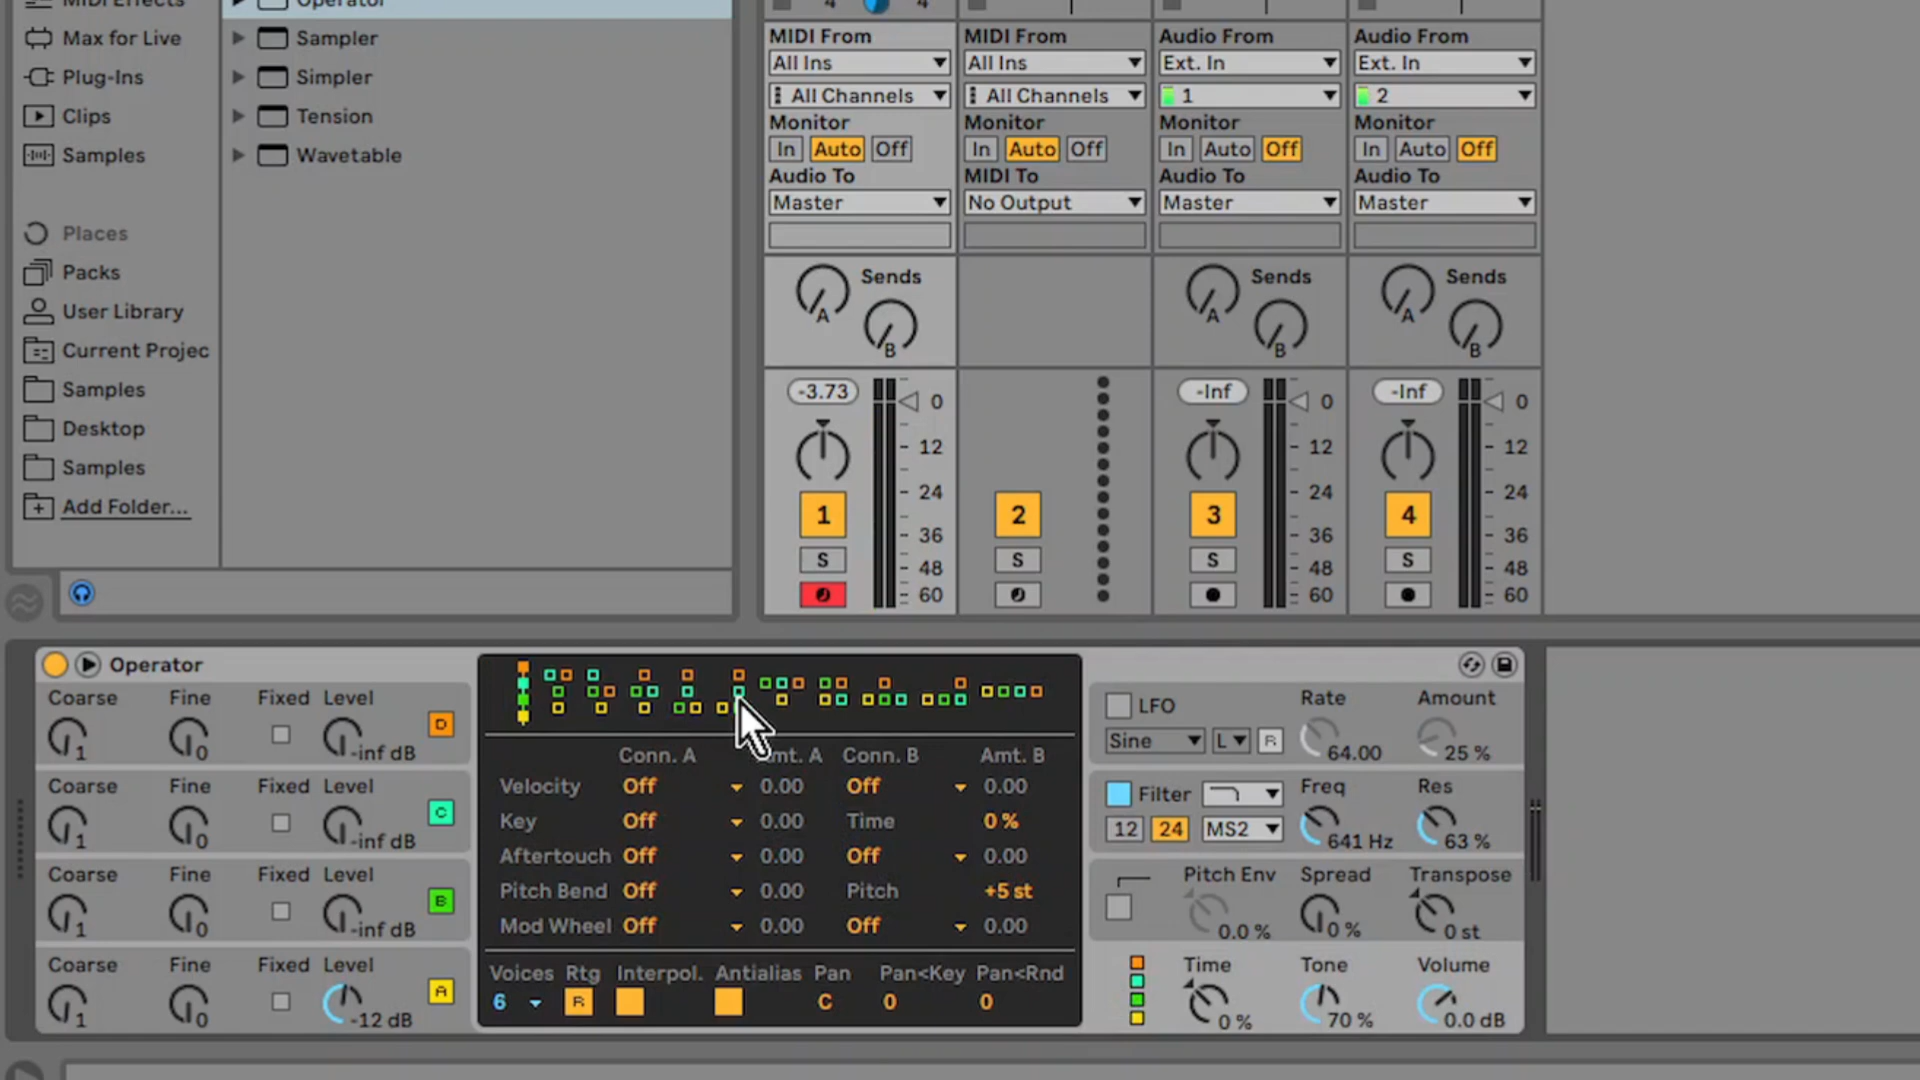 MIDI Effects
Operator
4 4
Max for Live
Sampler
Plug-Ins
Simpler
Clips
Tension
Samples
Wavetable
Places
Packs
User Library
Current Projec
Samples
Desktop
Samples
Add Folder...
MIDI From MIDI From Audio From Audio From
All Ins All Ins Ext. In Ext. In
All Channels All Channels 1 2
Monitor Monitor Monitor Monitor
In Auto Off In Auto Off In Auto Off In Auto Off
Audio To MIDI To Audio To Audio To
Master No Output Master Master
Sends Sends Sends
A A A
B B B
-3.73 -Inf -Inf
0 0 0
12 12 12
24 24 24
1 2 3 4
36 36 36
S S S S
48 48 48
60 60 60
Operator
Coarse Fine Fixed Level
1 0 -inf dB D
Coarse Fine Fixed Level
1 0 -inf dB C
Coarse Fine Fixed Level
1 0 -inf dB B
Coarse Fine Fixed Level
1 0 -12 dB A
Conn. A mt. A Conn. B Amt. B
Velocity Off 0.00 Off 0.00
Key Off 0.00 Time 0 %
Aftertouch Off 0.00 Off 0.00
Pitch Bend Off 0.00 Pitch +5 st
Mod Wheel Off 0.00 Off 0.00
Voices Rtg Interpol. Antialias Pan Pan<Key Pan<Rnd
6 R C 0 0
LFO Rate Amount
Sine L R 64.00 25 %
Filter Freq Res
12 24 MS2 641 Hz 63 %
Pitch Env Spread Transpose
0.0 % 0 % 0 st
Time Tone Volume
0 % 70 % 0.0 dB